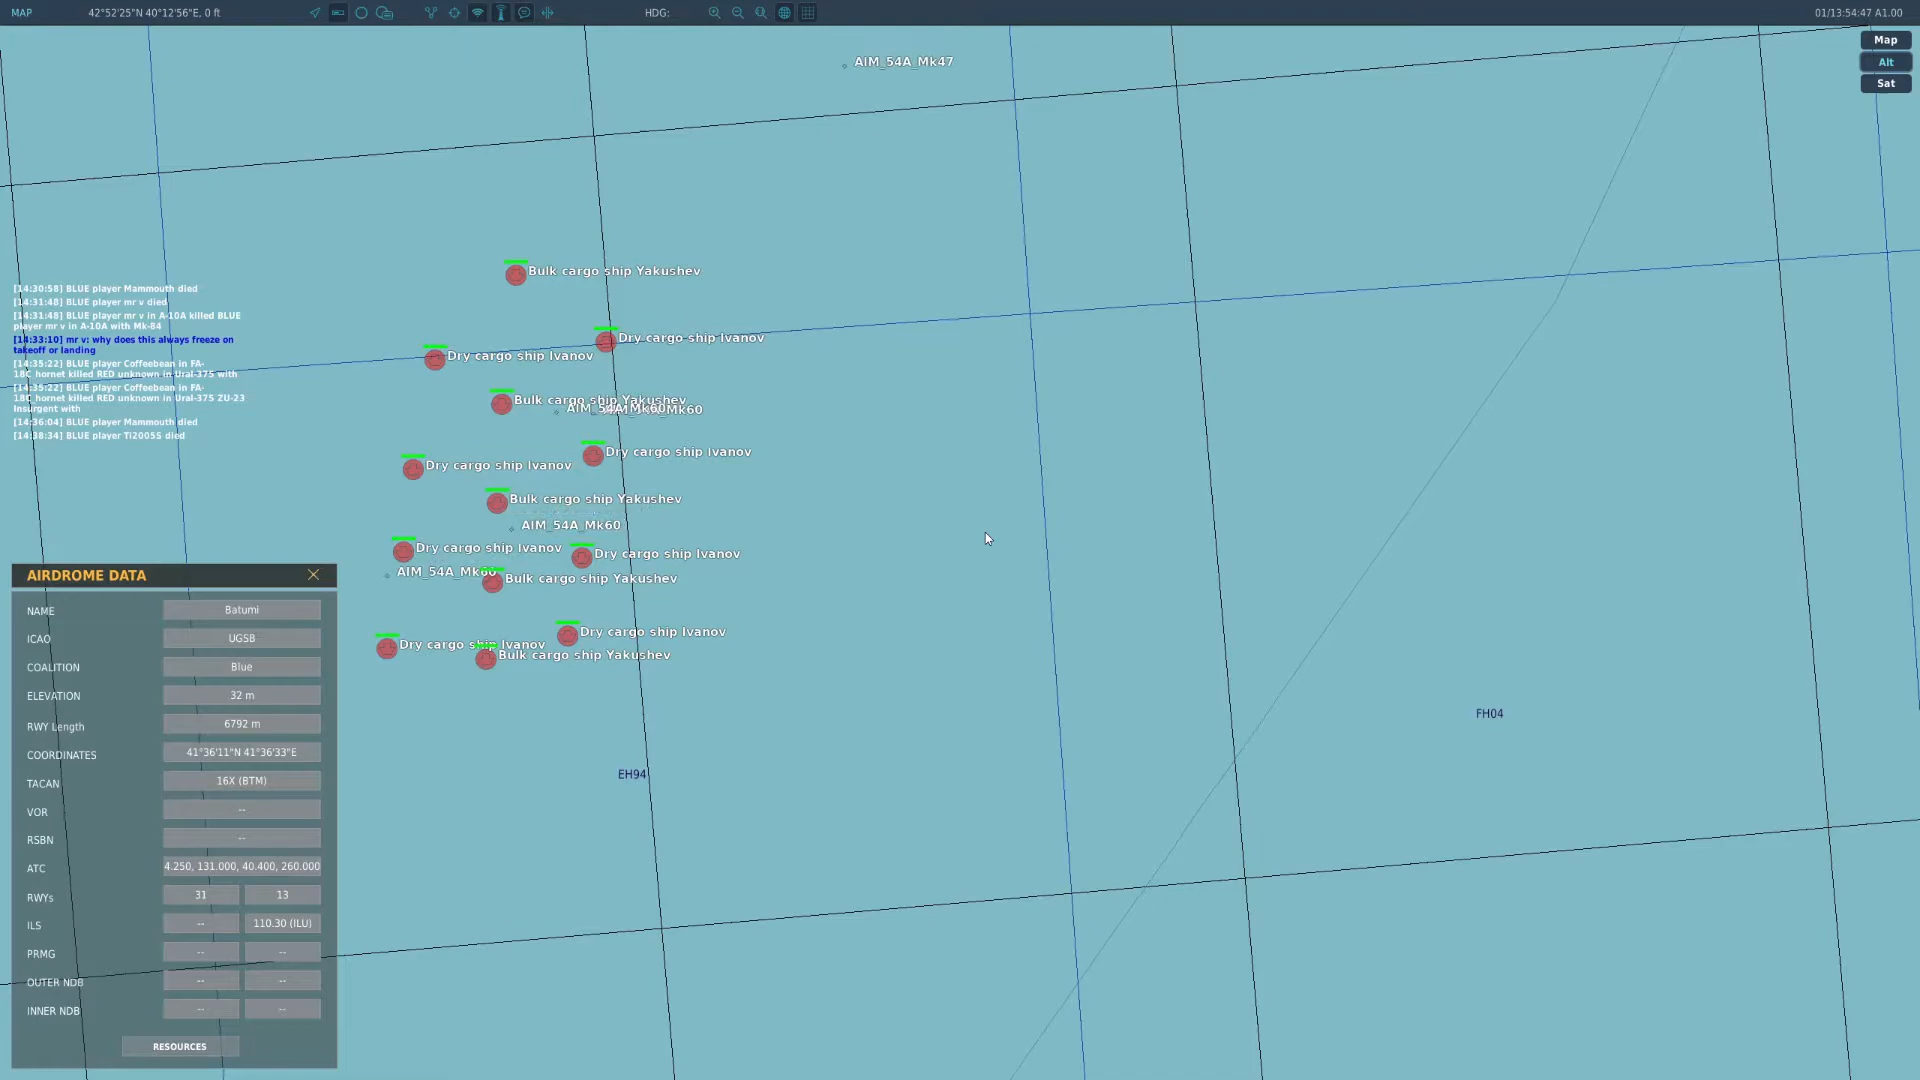 MAP
42°52'25"N 40°12'56"E, 0 ft
HDG:
01/13:54:47 A1.00
Map
Alt
Sat
AIM_54A_Mk47
Bulk cargo ship Yakushev
[14:30:58] BLUE player Mammouth died
[14:31:48] BLUE player mr v died
[14:31:48] BLUE player mr v in A-10A killed BLUE
player mr v in A-10A with Mk-84
[14:33:10] mr v: why does this always freeze on
takeoff or landing
[14:35:22] BLUE player Coffeebean in FA-
18C_hornet killed RED unknown in Ural-375 with
[14:35:22] BLUE player Coffeebean in FA-
18C_hornet killed RED unknown in Ural-375 ZU-23
Insurgent with
[14:36:04] BLUE player Mammouth died
[14:38:34] BLUE player Ti2005S died
Dry cargo ship Ivanov
Dry cargo ship Ivanov
Bulk cargo ship Yakushev
AIM_54A_Mk60
AIM_54A_Mk60
Dry cargo ship Ivanov
Dry cargo ship Ivanov
Bulk cargo ship Yakushev
AIM_54A_Mk60
Dry cargo ship Ivanov
Dry cargo ship Ivanov
AIM_54A_Mk60
Bulk cargo ship Yakushev
Dry cargo ship Ivanov
Dry cargo ship Ivanov
Bulk cargo ship Yakushev
FH04
EH94
AIRDROME DATA
NAME Batumi
ICAO UGSB
COALITION Blue
ELEVATION 32 m
RWY Length 6792 m
COORDINATES 41°36'11"N 41°36'33"E
TACAN 16X (BTM)
VOR --
RSBN --
ATC 4.250, 131.000, 40.400, 260.000
RWYs 31 13
ILS -- 110.30 (ILU)
PRMG -- --
OUTER NDB -- --
INNER NDB -- --
RESOURCES